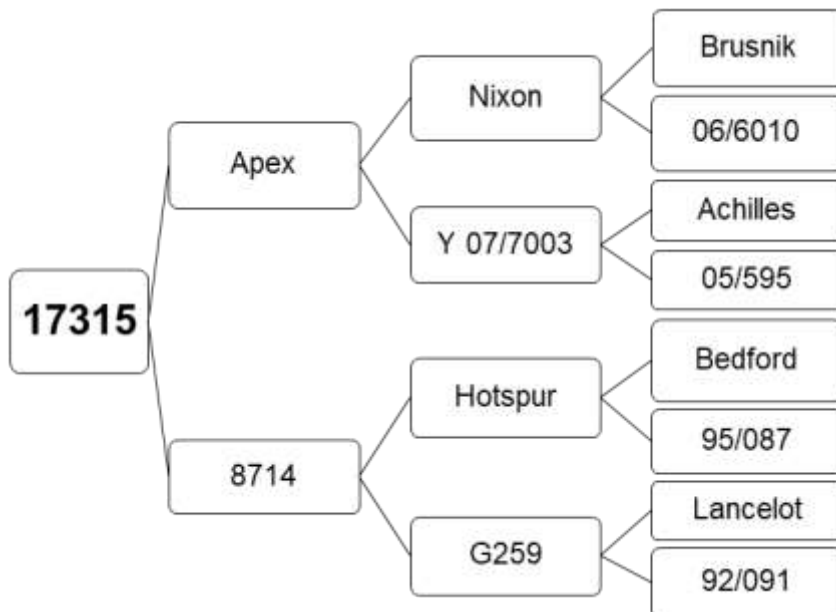 Brusnik
Nixon
06/6010
Apex
Achilles
Y 07/7003
05/595
17315
Bedford
Hotspur
95/087
8714
Lancelot
G259
92/091